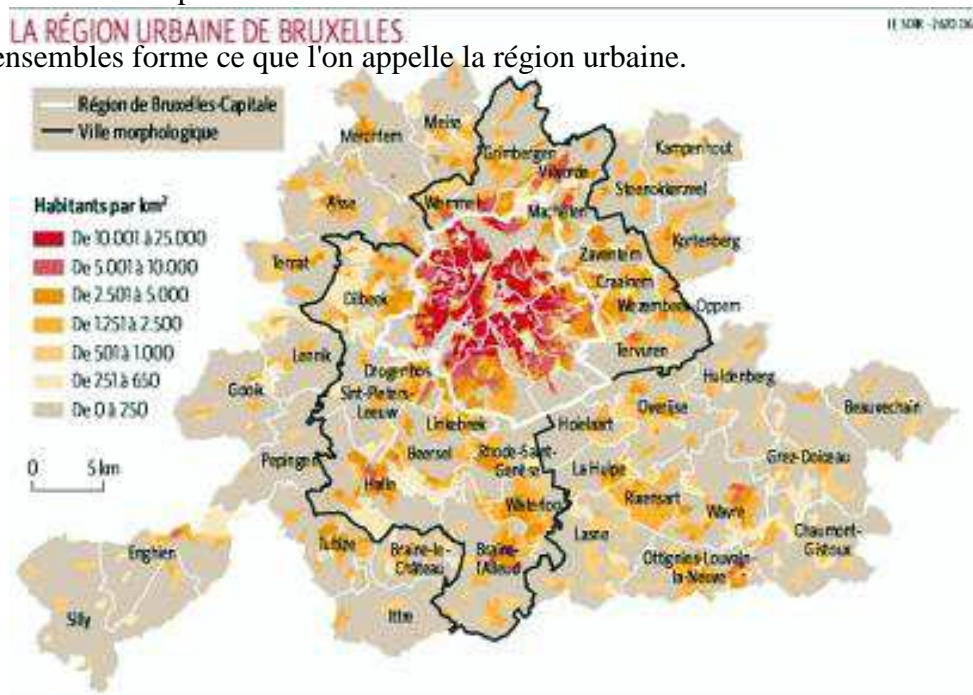 LA RÉGION URBAINE DE BRUXELLES
ensembles forme ce que l'on appelle la région urbaine.
Région de Bruxelles-Capitale
Ville morphologique
Habitants par km²
De 10.001 à 25.000
De 5.001 à 10.000
De 2.501 à 5.000
De 1.251 à 2.500
De 501 à 1.000
De 251 à 650
De 0 à 250
0 5 km
Merchtem
Meise
Grimbergen
Vilvorde
Kampenhout
Steenokkerzeel
Asse
Wemmel
Machelen
Kortenberg
Ternat
Dilbeek
Zaventem
Craainem
Wezembeek-Oppem
Tervuren
Lennik
Gooik
Drogenbos
Sint-Pieters-
Leeuw
Linkebeek
Hoeilaart
Overijse
Huldenberg
Beauvechain
Pepingen
Beersel
Rhode-Saint-
Genèse
La Hulpe
Grez-Doiceau
Halle
Waterloo
Rixensart
Wavre
Enghien
Tubize
Braine-le-
Château
Braine-
l'Alleud
Lasne
Ottignies-Louvain-
la-Neuve
Chaumont-
Gistoux
Silly
Ittre